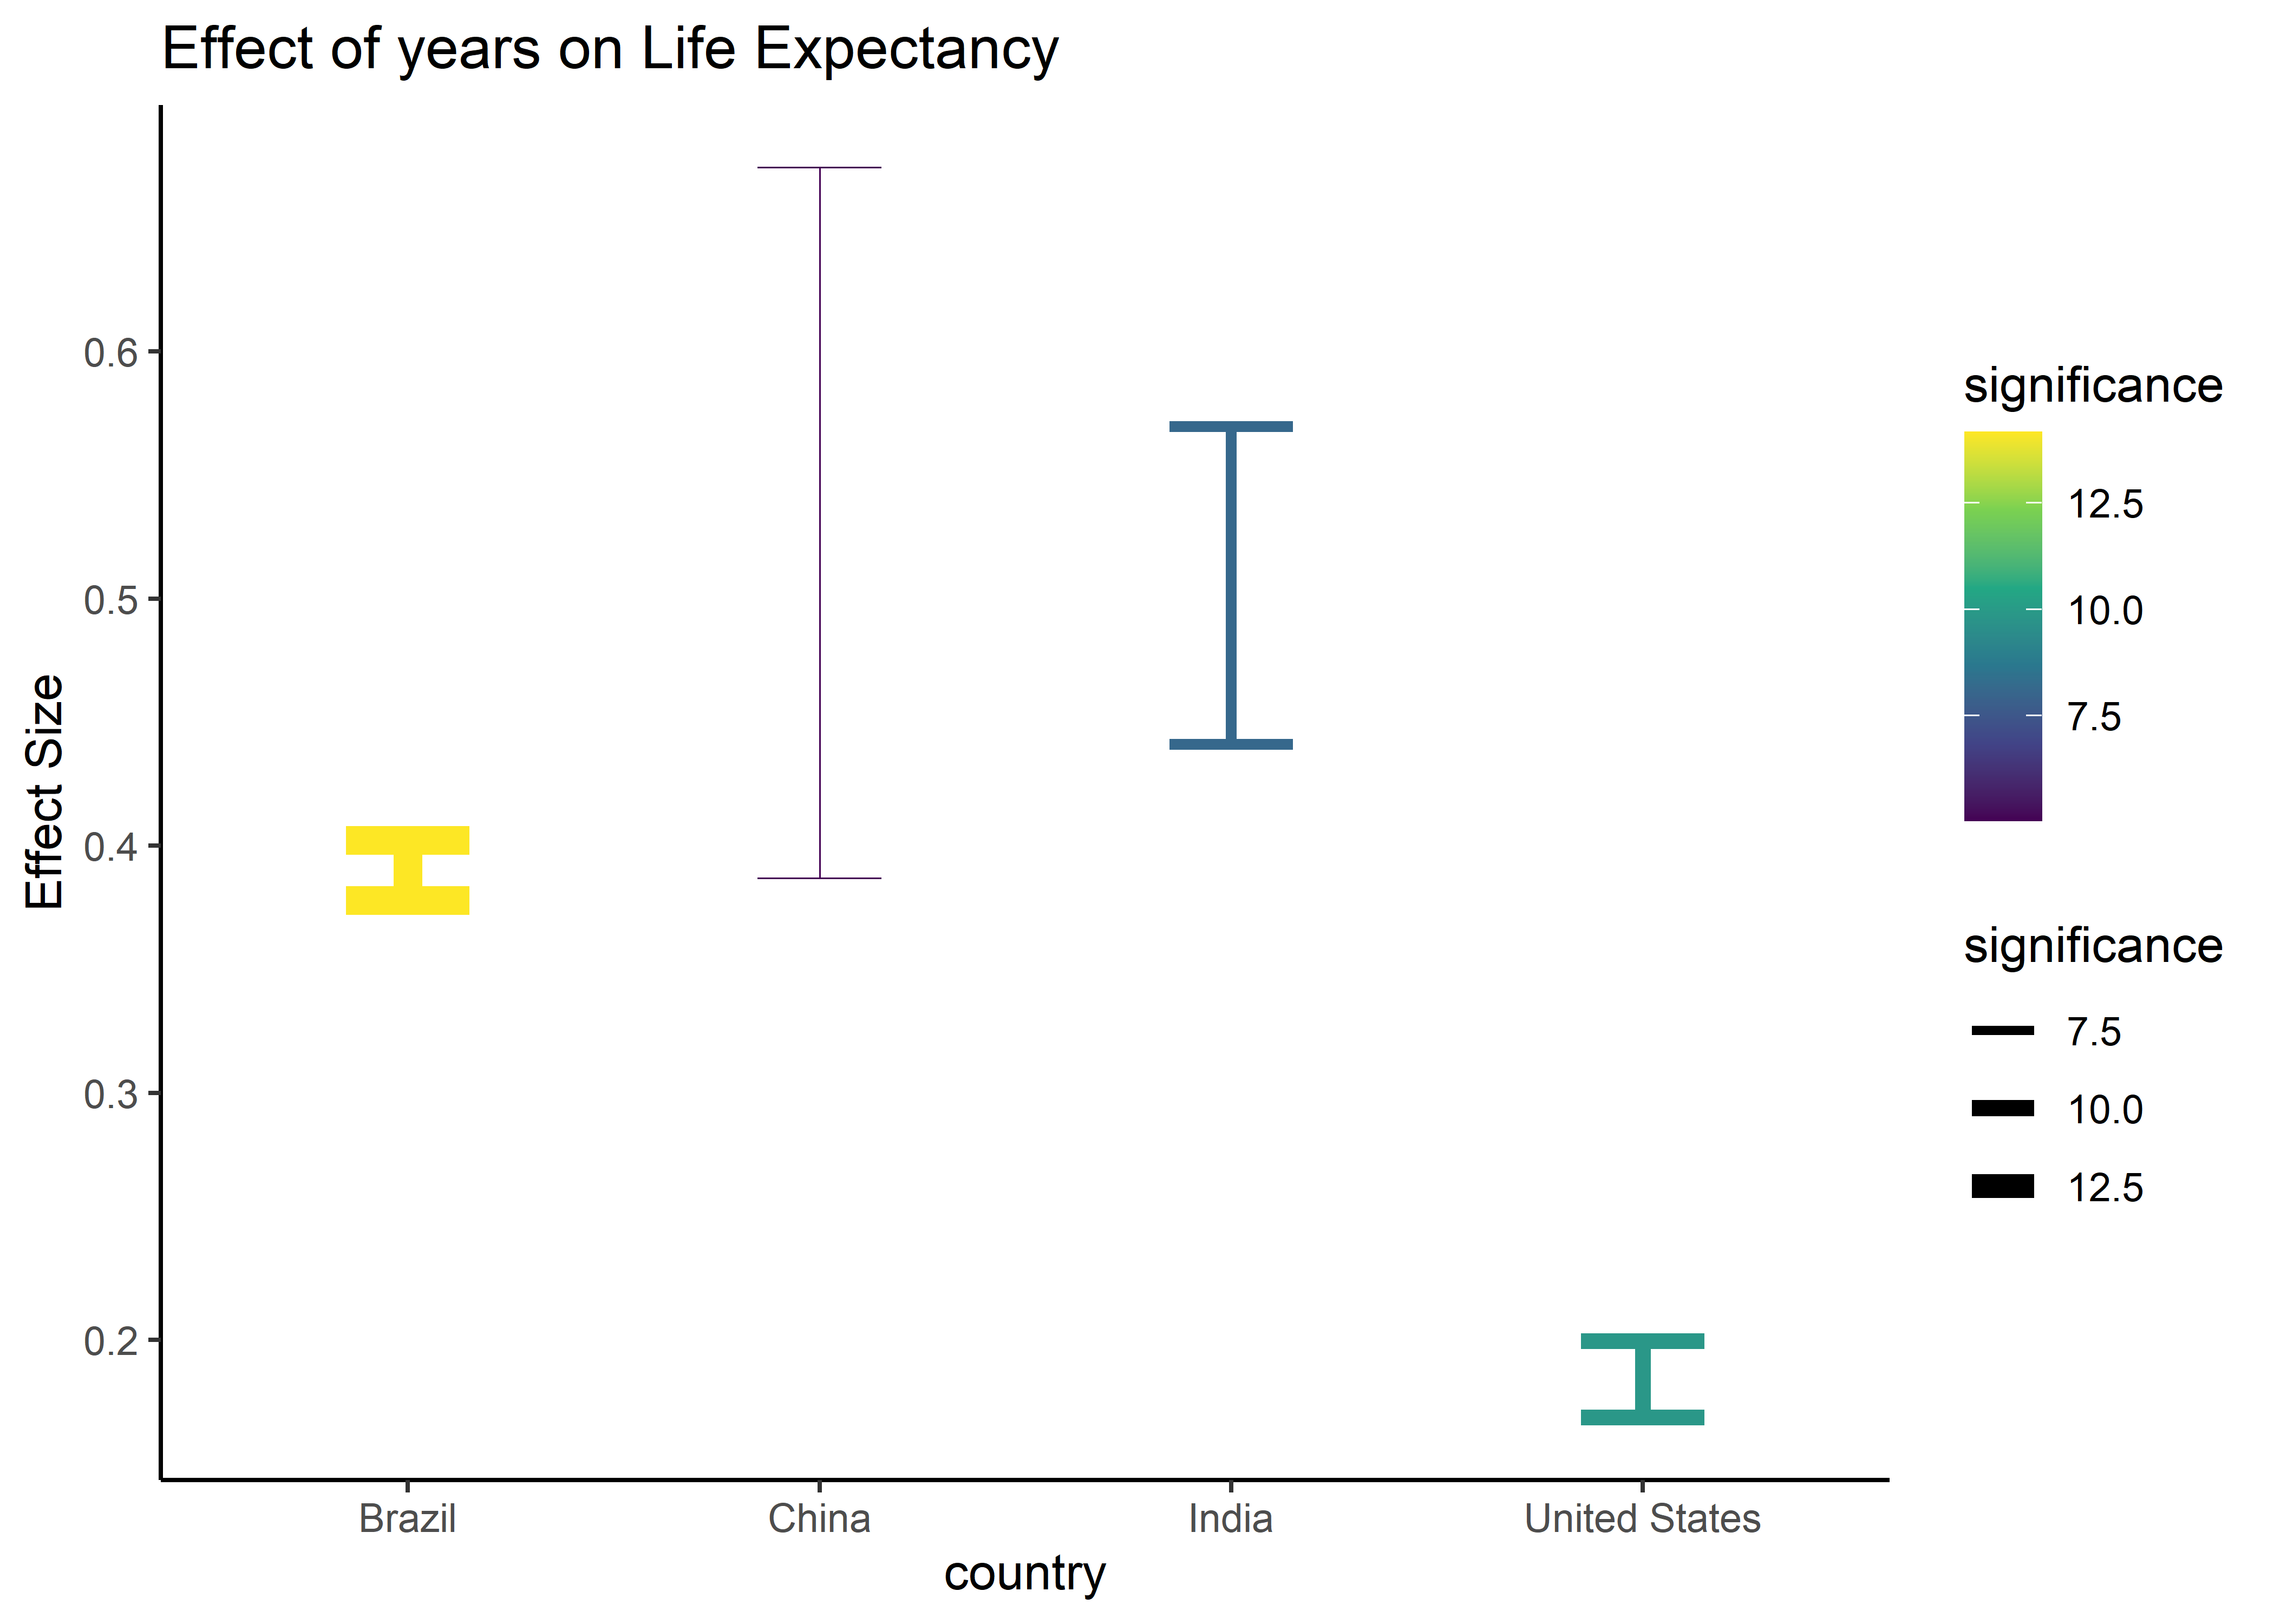 Effect of years on Life Expectancy
Effect Size
0.6
0.5
0.4
0.3
0.2
Brazil China India United States
country
significance
12.5
10.0
7.5
significance
7.5
10.0
12.5